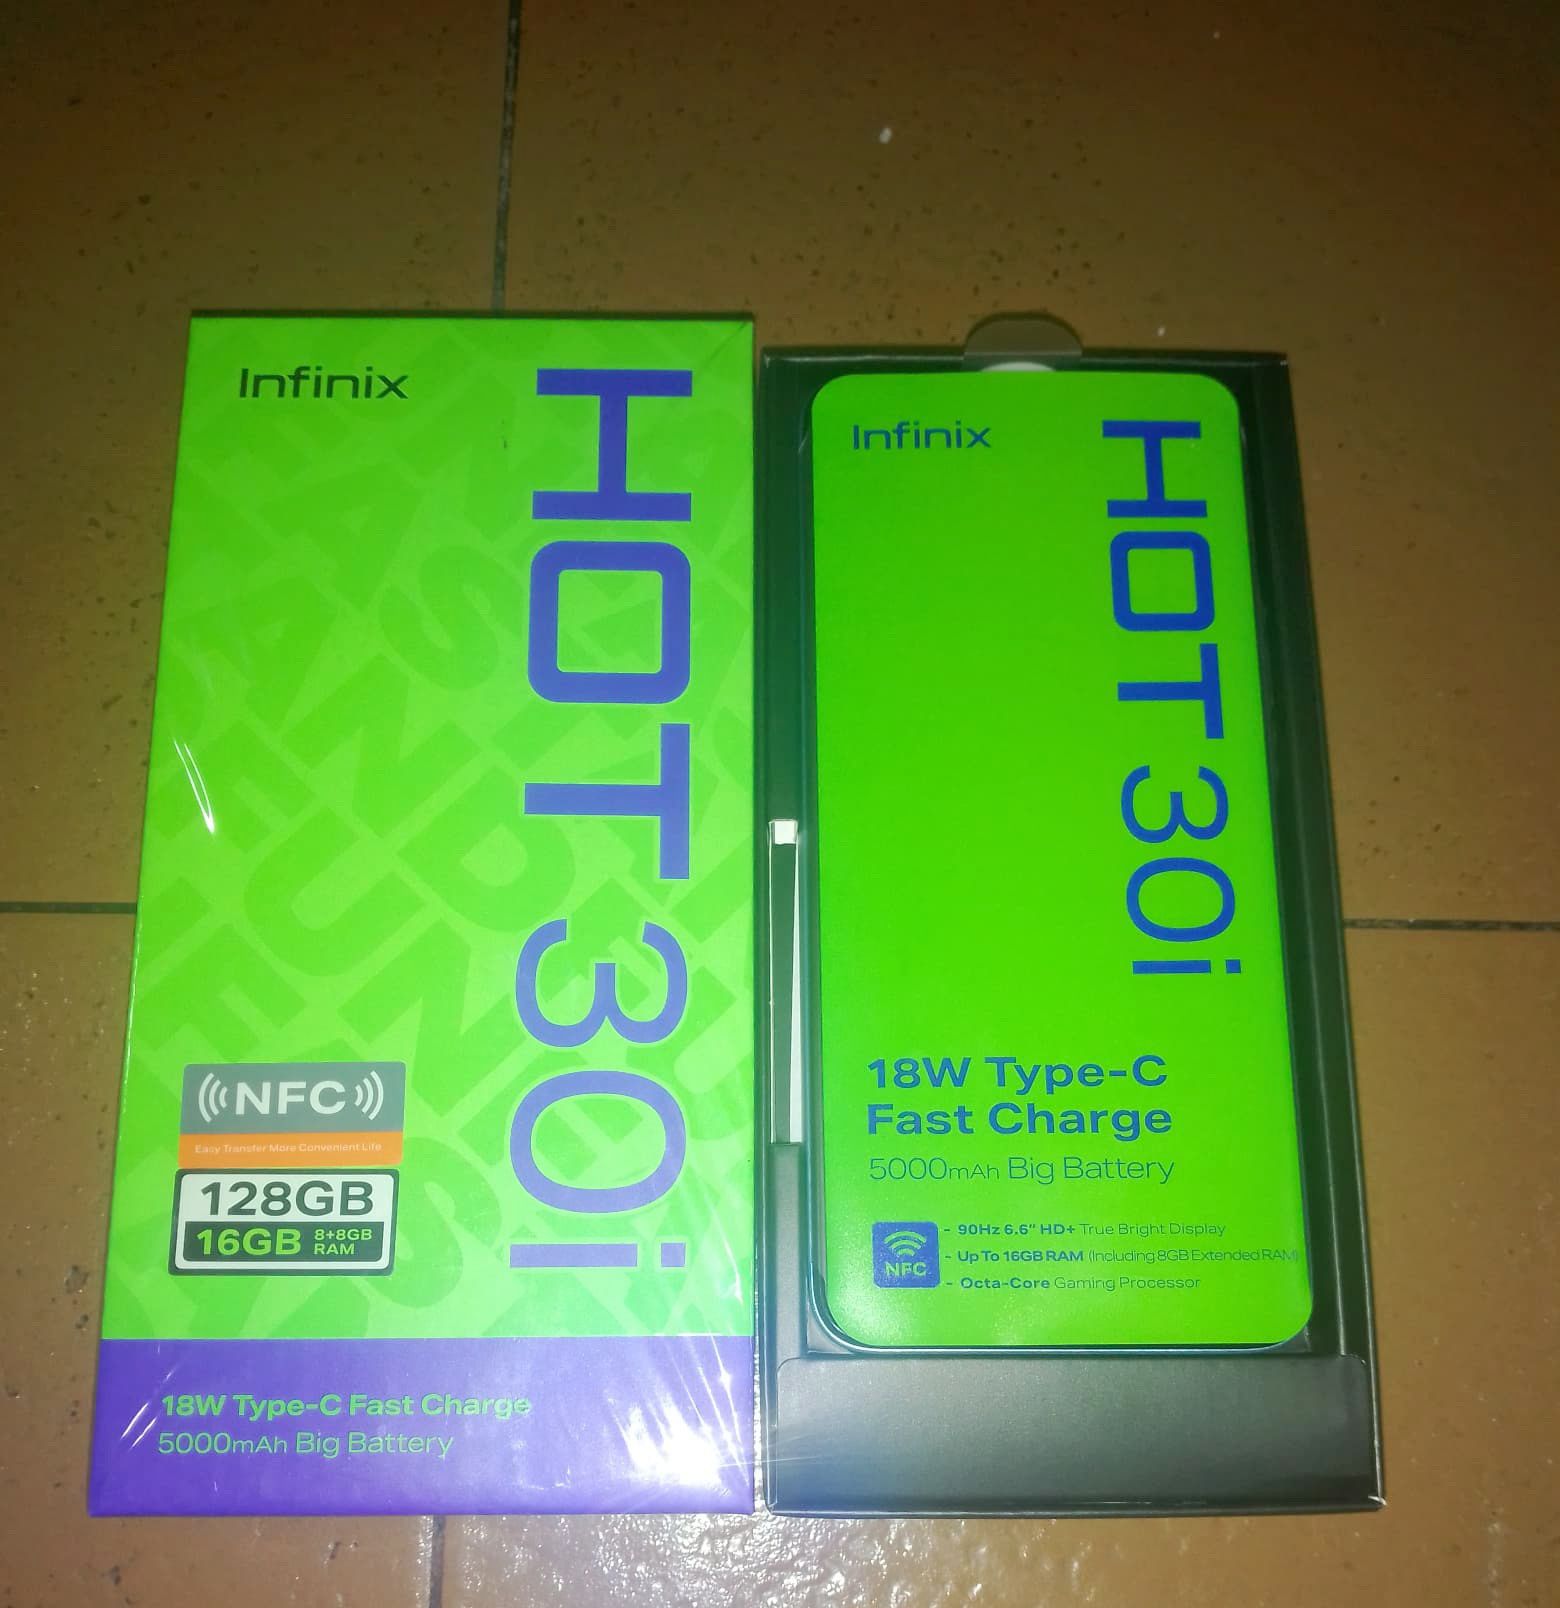 Infinix
HOT 30i
NFC
Easy Transfer More Convenient Life
128GB
16GB 8+8GB
RAM
18W Type-C Fast Charge
5000mAh Big Battery
Infinix
HOT 30i
18W Type-C
Fast Charge
5000mAh Big Battery
NFC
- 90Hz 6.6" HD+ True Bright Display
- Up To 16GB RAM (Including 8GB Extended RAM)
- Octa-Core Gaming Processor